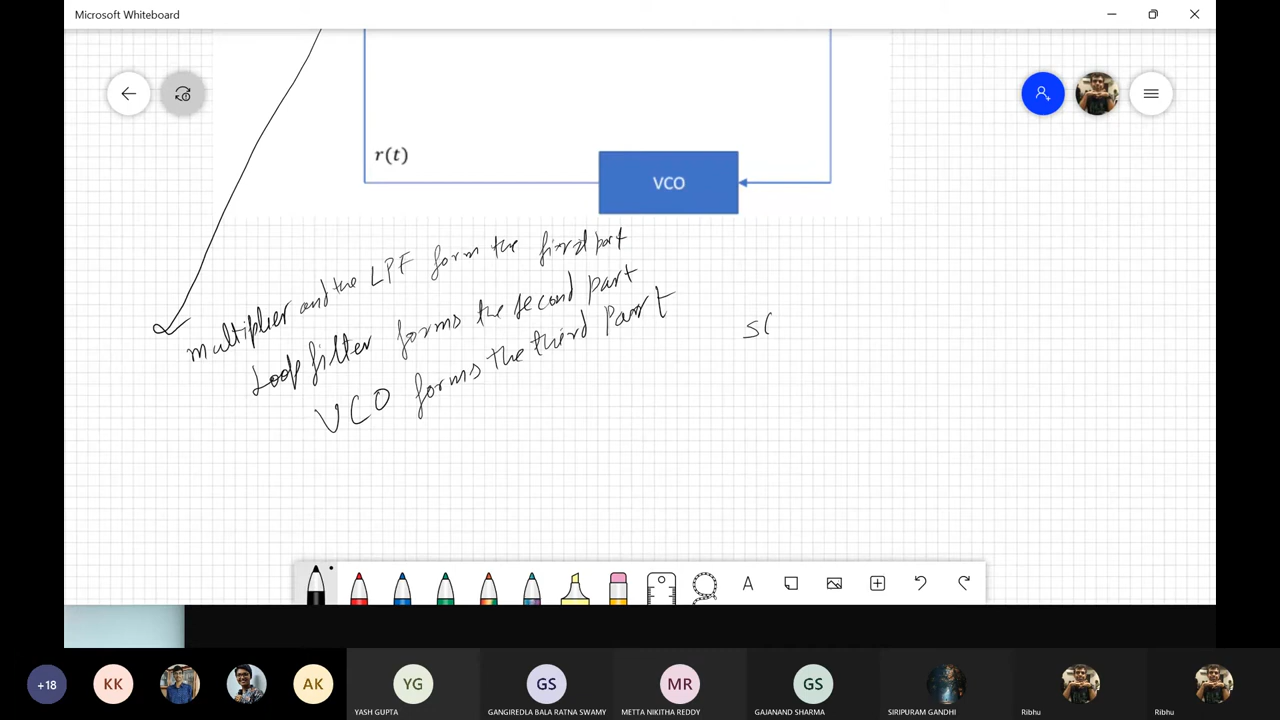 Microsoft Whiteboard
r(t)
VCO
multiplier and the LPF form the first part
Loop filter forms the second part
VCO forms the third part
s(
A
+18
KK
AK
YG
YASH GUPTA
GS
GANGIREDLA BALA RATNA SWAMY
MR
METTA NIKITHA REDDY
GS
GAJANAND SHARMA
SIRIPURAM GANDHI
Ribhu
Ribhu